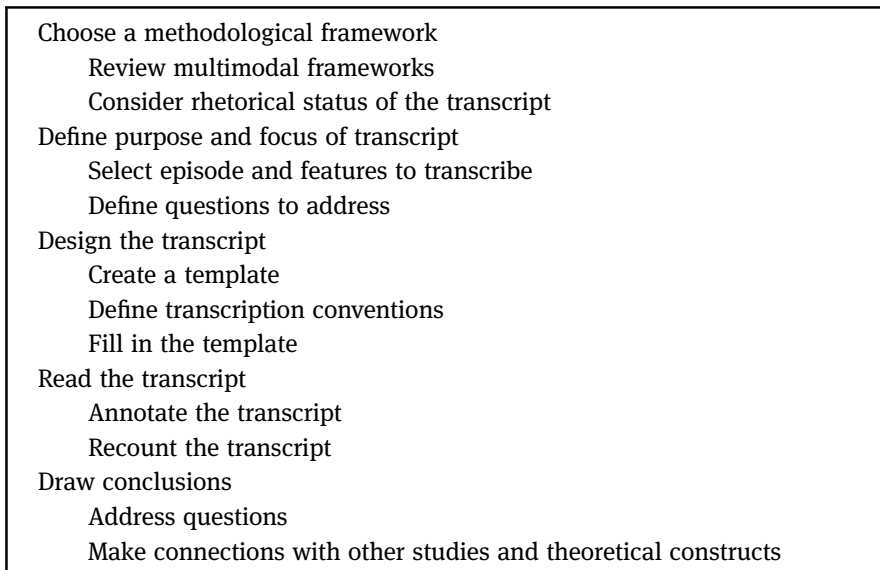 Choose a methodological framework
Review multimodal frameworks
Consider rhetorical status of the transcript
Define purpose and focus of transcript
Select episode and features to transcribe
Define questions to address
Design the transcript
Create a template
Define transcription conventions
Fill in the template
Read the transcript
Annotate the transcript
Recount the transcript
Draw conclusions
Address questions
Make connections with other studies and theoretical constructs